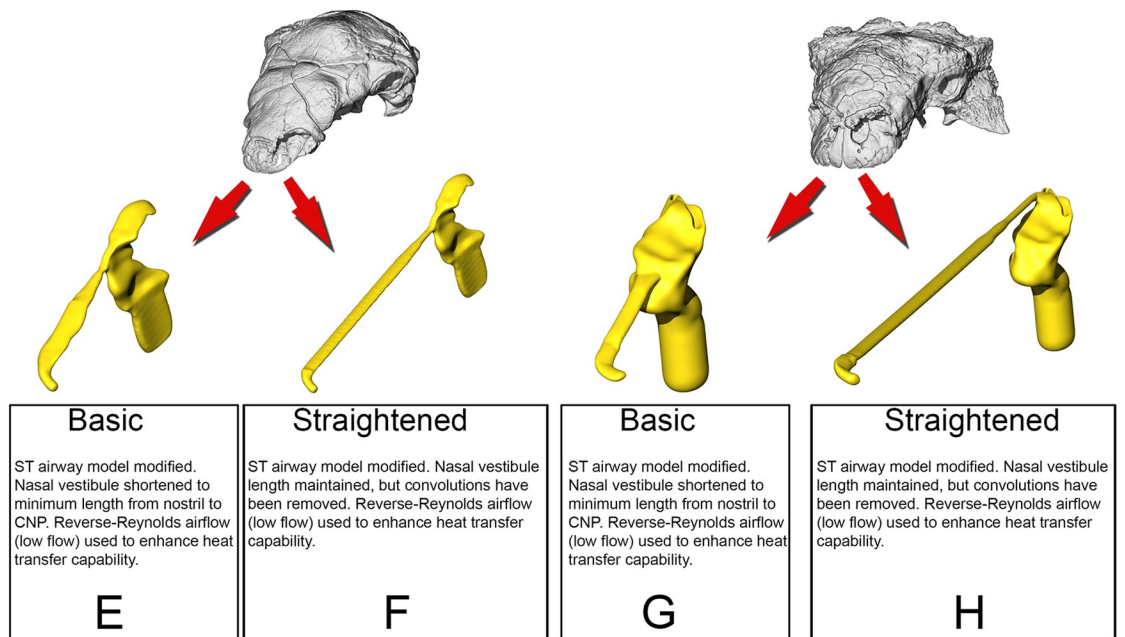 Basic
ST airway model modified.
Nasal vestibule shortened to
minimum length from nostril to
CNP. Reverse-Reynolds airflow
(low flow) used to enhance heat
transfer capability.
E
Straightened
ST airway model modified. Nasal vestibule
length maintained, but convolutions have
been removed. Reverse-Reynolds airflow
(low flow) used to enhance heat transfer
capability.
F
Basic
ST airway model modified.
Nasal vestibule shortened to
minimum length from nostril to
CNP. Reverse-Reynolds airflow
(low flow) used to enhance heat
transfer capability.
G
Straightened
ST airway model modified. Nasal vestibule
length maintained, but convolutions have
been removed. Reverse-Reynolds airflow
(low flow) used to enhance heat transfer
capability.
H